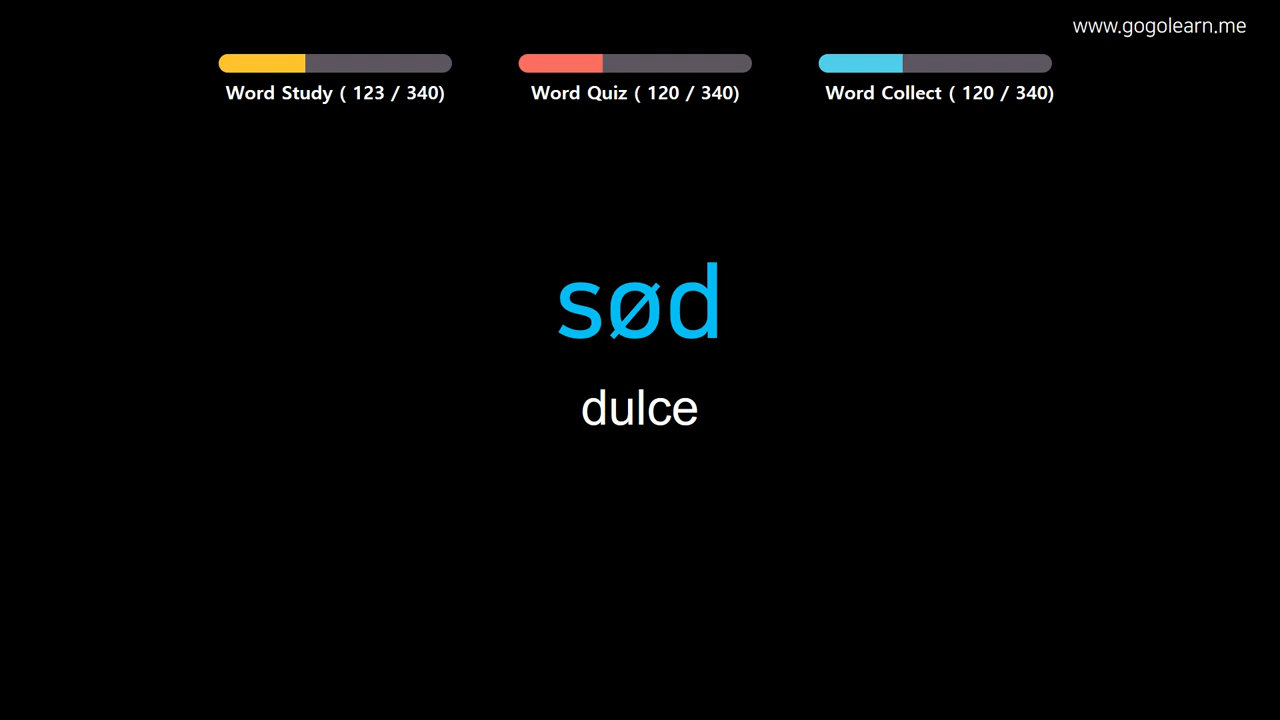 www.gogolearn.me
Word Study ( 123 / 340)
Word Quiz ( 120 / 340)
Word Collect ( 120 / 340)
sød
dulce